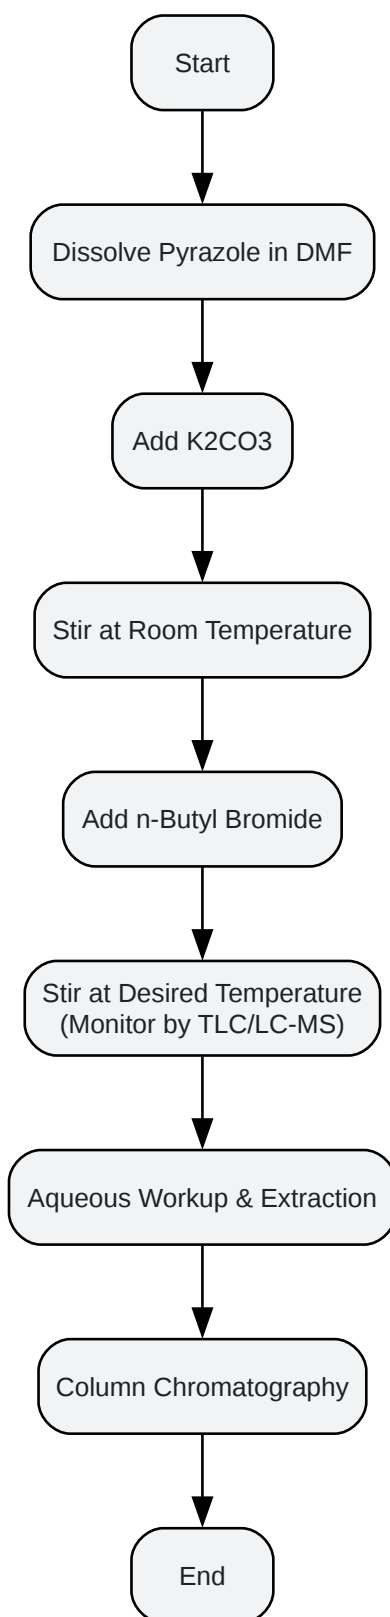 Start
Dissolve Pyrazole in DMF
Add K2CO3
Stir at Room Temperature
Add n-Butyl Bromide
Stir at Desired Temperature
(Monitor by TLC/LC-MS)
Aqueous Workup & Extraction
Column Chromatography
End